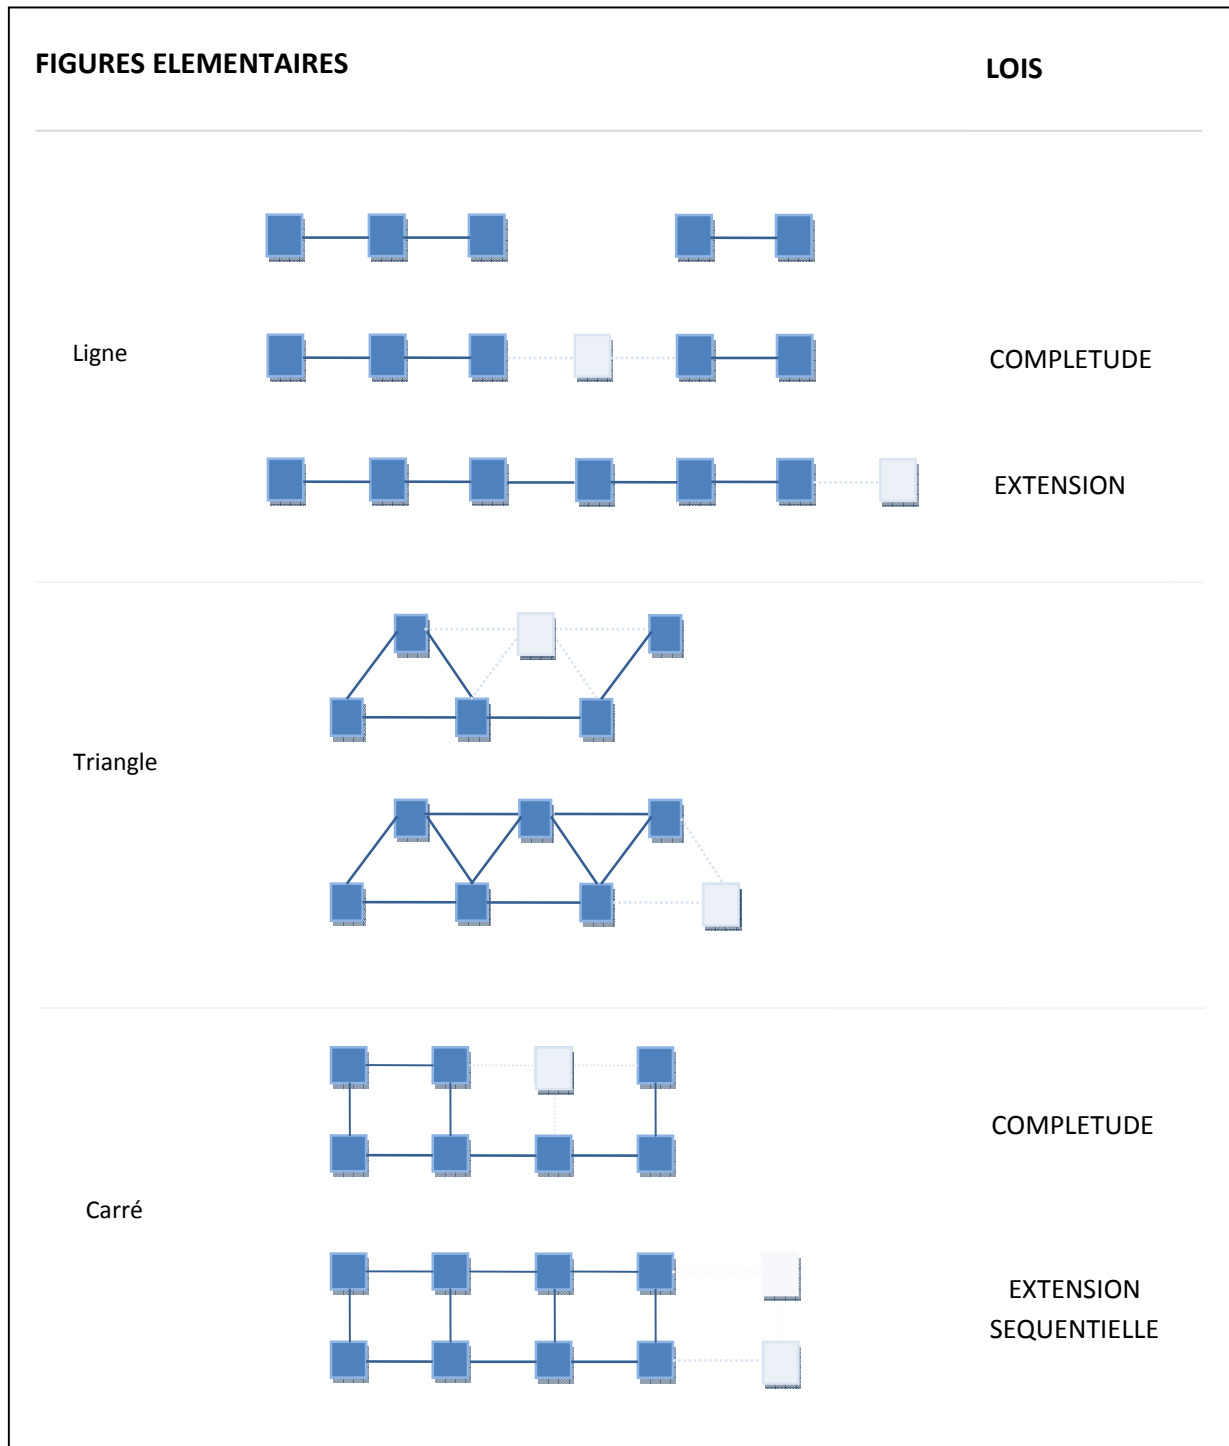 FIGURES ELEMENTAIRES
LOIS
Ligne
COMPLETUDE
EXTENSION
Triangle
COMPLETUDE
Carré
EXTENSION
SEQUENTIELLE